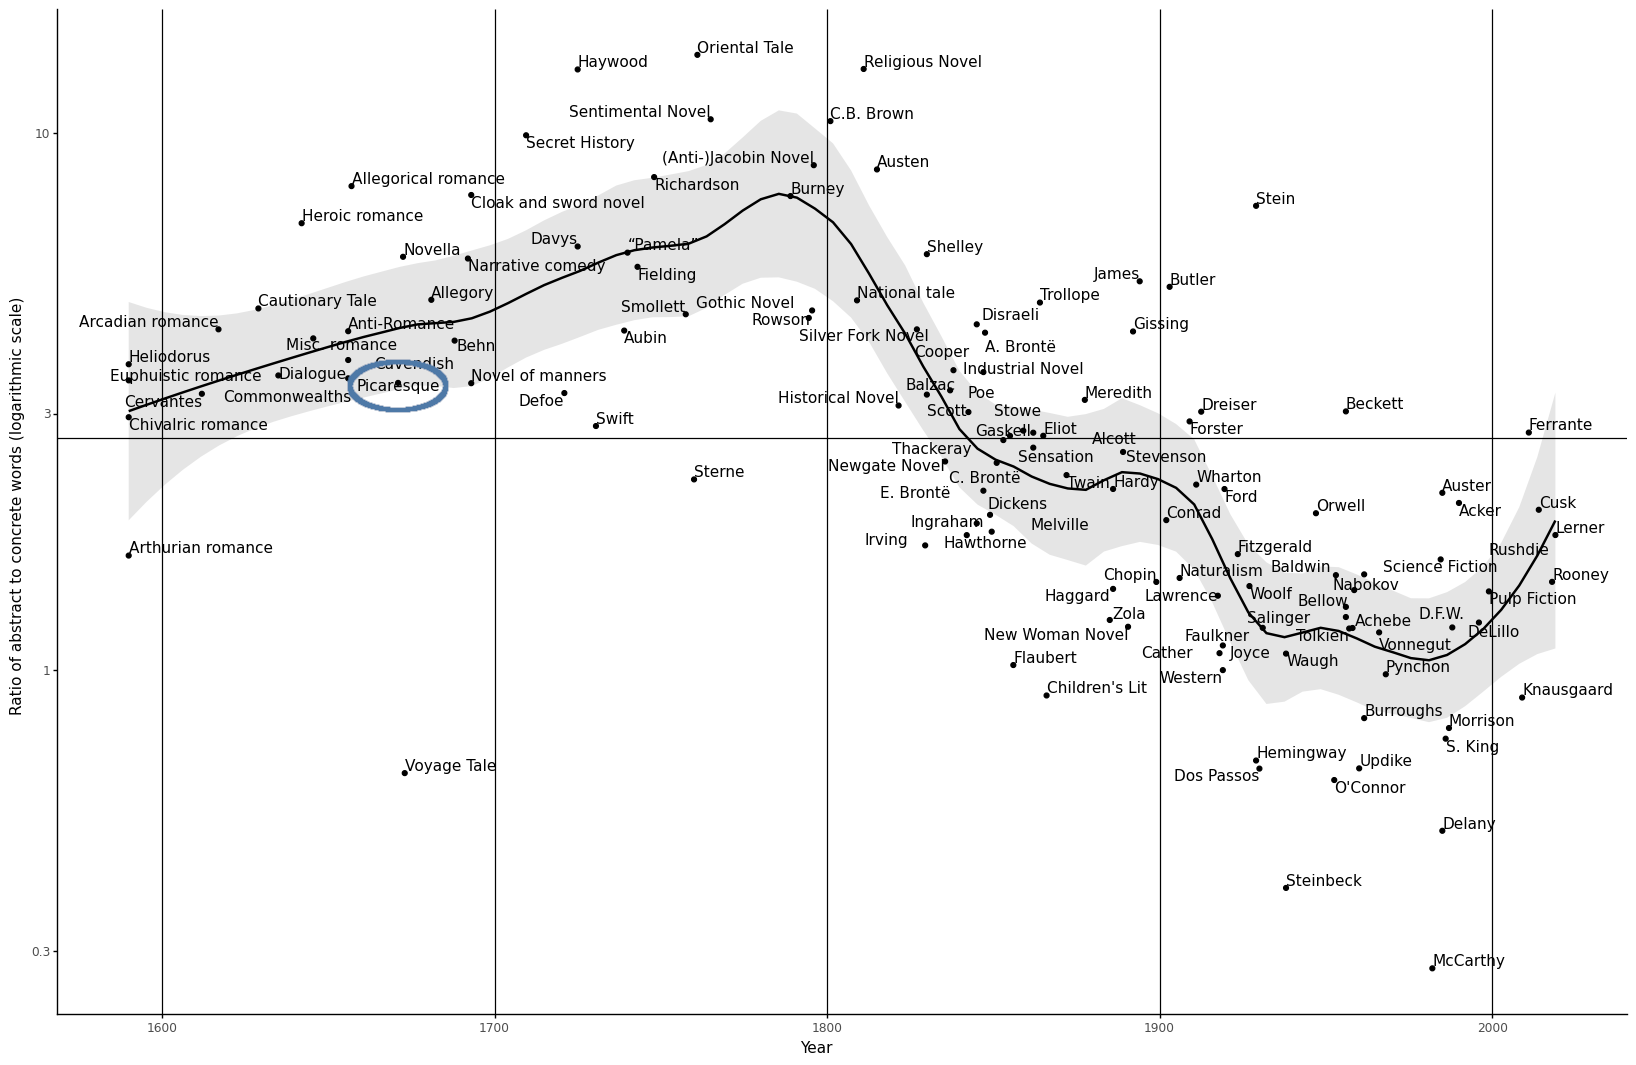 Oriental Tale
Haywood
Religious Novel
Sentimental Novel
C.B. Brown
10
Secret History
(Anti-)Jacobin Novel
Austen
Allegorical romance
Richardson
Burney
Cloak and sword novel
Stein
Heroic romance
Davys
“Pamela”
Shelley
Novella
Narrative comedy
Fielding
James
Butler
Allegory
National tale
Trollope
Cautionary Tale
Smollett
Gothic Novel
Disraeli
Arcadian romance
Anti-Romance
Rowson
Gissing
Aubin
Silver Fork Novel
Misc. romance
Behn
A. Brontë
Heliodorus
Cooper
Cavendish
Industrial Novel
Euphuistic romance
Dialogue
Novel of manners
Picaresque
Balzac
Poe
Meredith
Commonwealths
Historical Novel
Cervantes
Defoe
Dreiser
Beckett
3
Scott
Stowe
Swift
Chivalric romance
Gaskell
Eliot
Forster
Ferrante
Alcott
Thackeray
Sensation
Stevenson
Newgate Novel
Sterne
C. Brontë
Twain
Hardy
Wharton
Auster
E. Brontë
Ford
Dickens
Orwell
Acker
Cusk
Ingraham
Melville
Conrad
Lerner
Irving
Hawthorne
Arthurian romance
Fitzgerald
Rushdie
Chopin
Naturalism
Baldwin
Science Fiction
Rooney
Nabokov
Haggard
Lawrence
Woolf
Bellow
Pulp Fiction
Zola
Salinger
Achebe
D.F.W.
New Woman Novel
Faulkner
Tolkien
DeLillo
Vonnegut
Flaubert
Cather
Joyce
Waugh
Pynchon
1
Western
Children's Lit
Knausgaard
Burroughs
Morrison
S. King
Hemingway
Voyage Tale
Updike
Dos Passos
O'Connor
Delany
Steinbeck
0.3
McCarthy
1600
1700
1800
1900
2000
Year
Ratio of abstract to concrete words (logarithmic scale)